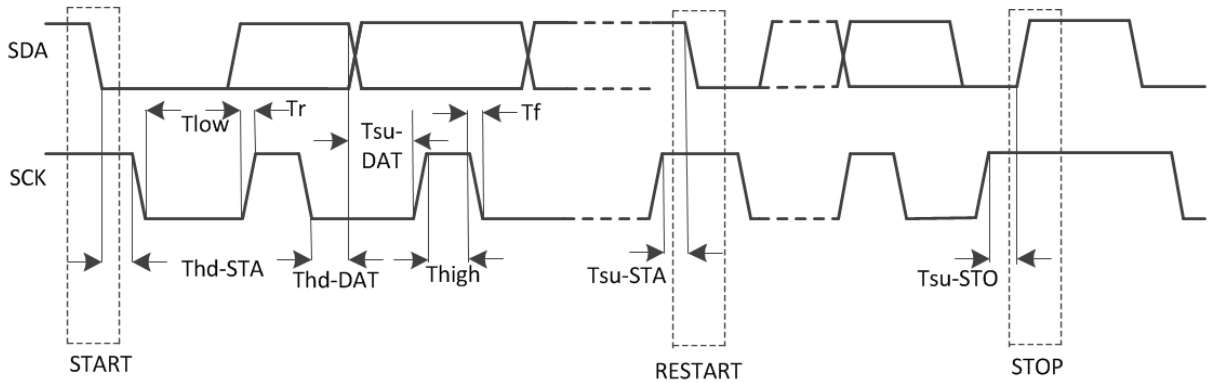 SDA
Tlow
Tr
Tsu-
DAT
Tf
SCK
Thd-STA
Thd-DAT
Thigh
Tsu-STA
Tsu-STO
START
RESTART
STOP